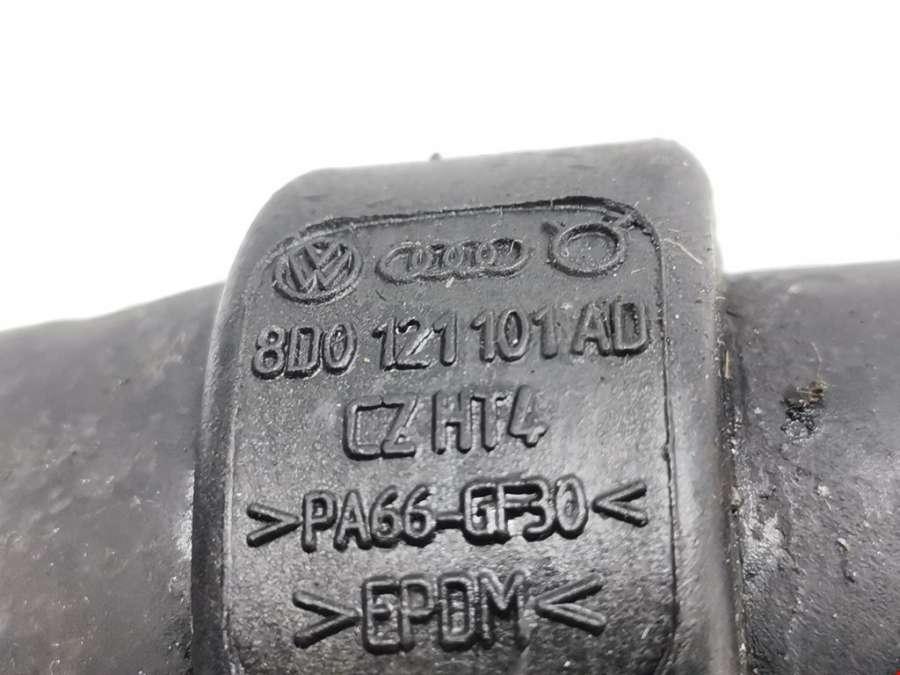 8D0 121 101 AD
CZ HT4
>PA66-GF30<
>EPDM<